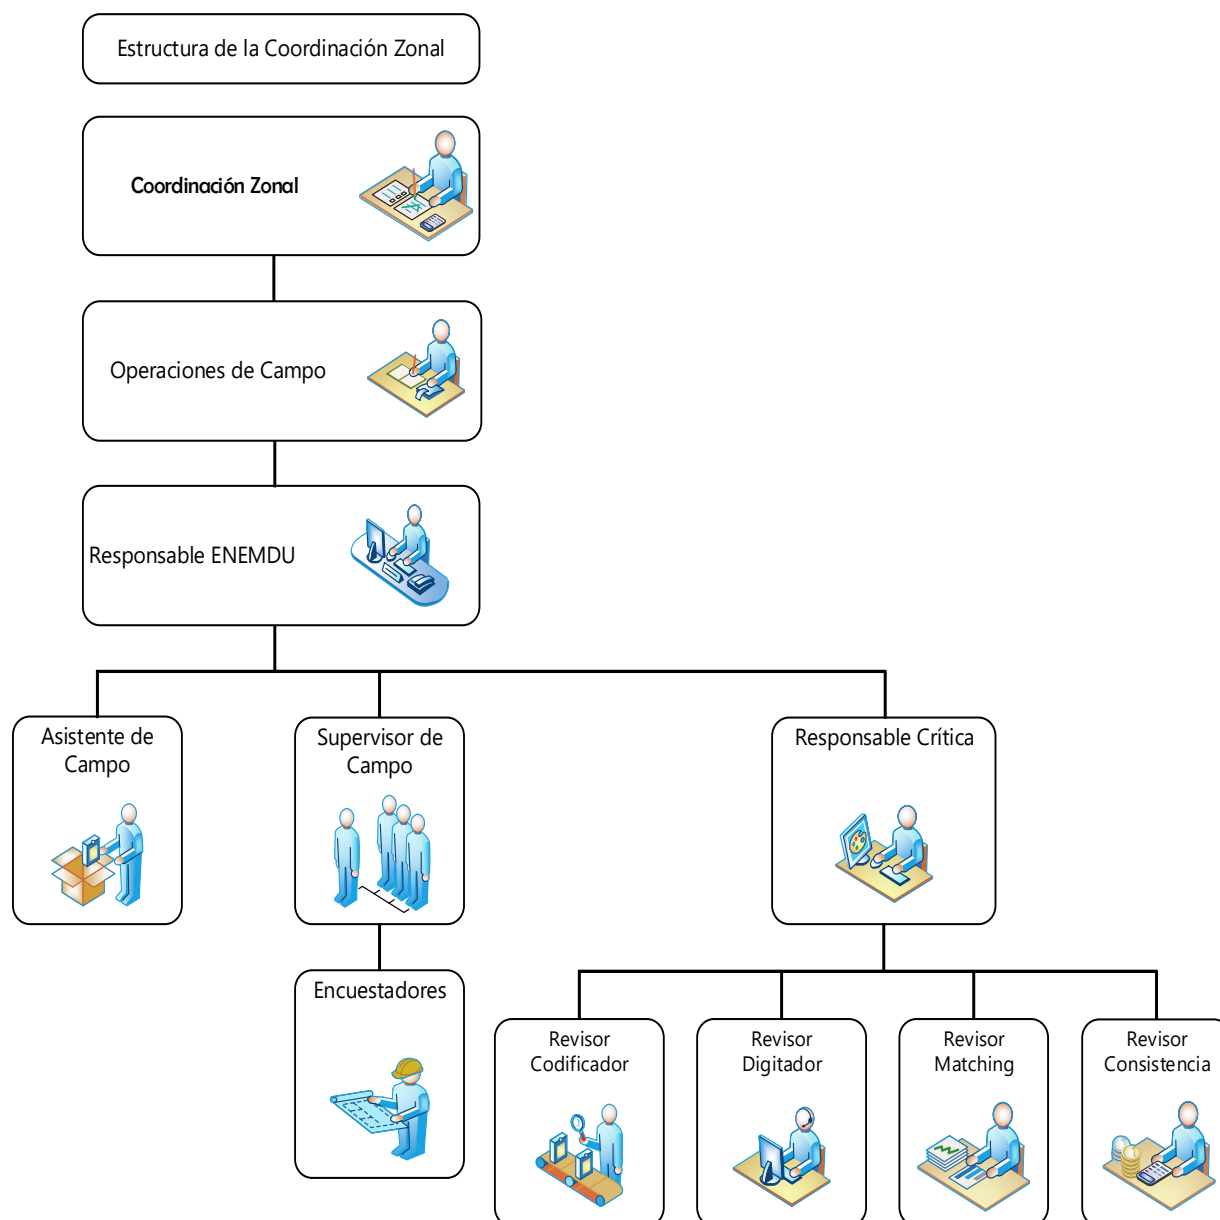 Estructura de la Coordinación Zonal
Coordinación Zonal
Operaciones de Campo
Responsable ENEMDU
Asistente de
Campo
Supervisor de
Campo
Responsable Crítica
Encuestadores
Revisor
Codificador
Revisor
Digitador
Revisor
Matching
Revisor
Consistencia